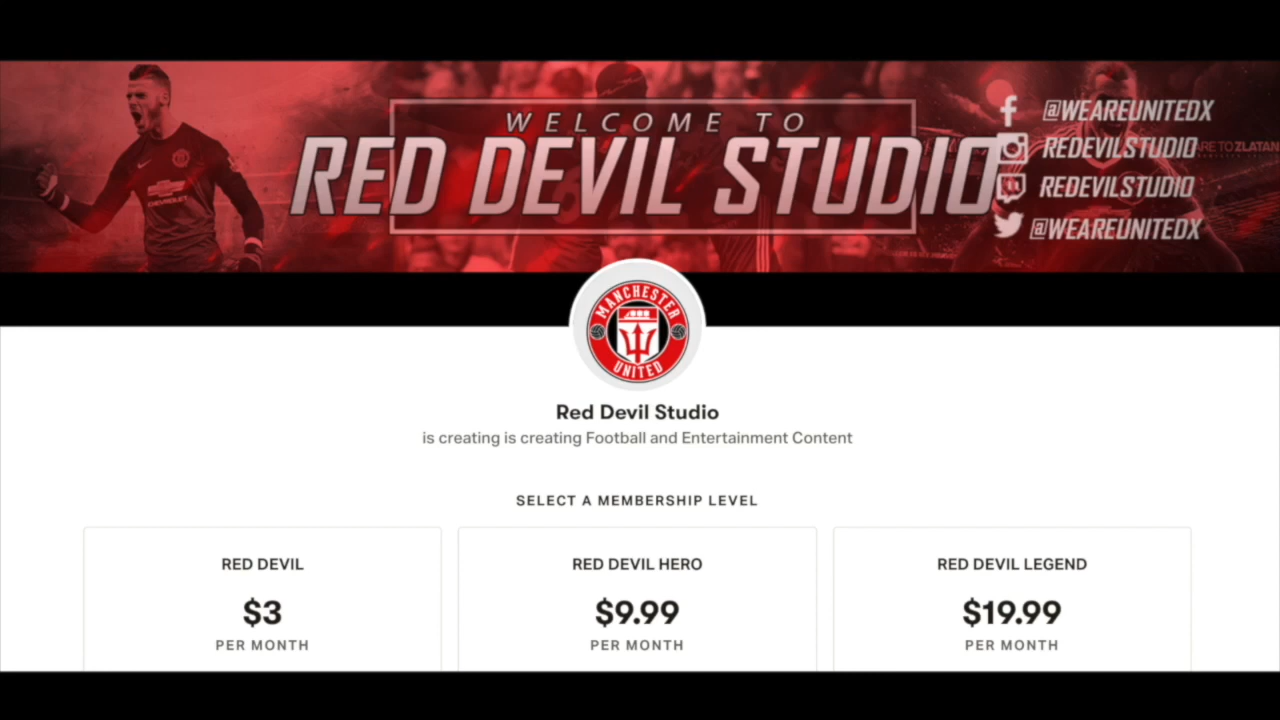 WELCOME TO
RED DEVIL STUDIO
@WEAREUNITEDX
REDEVILSTUDIO
REDEVILSTUDIO
@WEAREUNITEDX
ZLATAN
CHEVROLET
MANCHESTER
UNITED
Red Devil Studio
is creating is creating Football and Entertainment Content
SELECT A MEMBERSHIP LEVEL
RED DEVIL
$3
PER MONTH
RED DEVIL HERO
$9.99
PER MONTH
RED DEVIL LEGEND
$19.99
PER MONTH